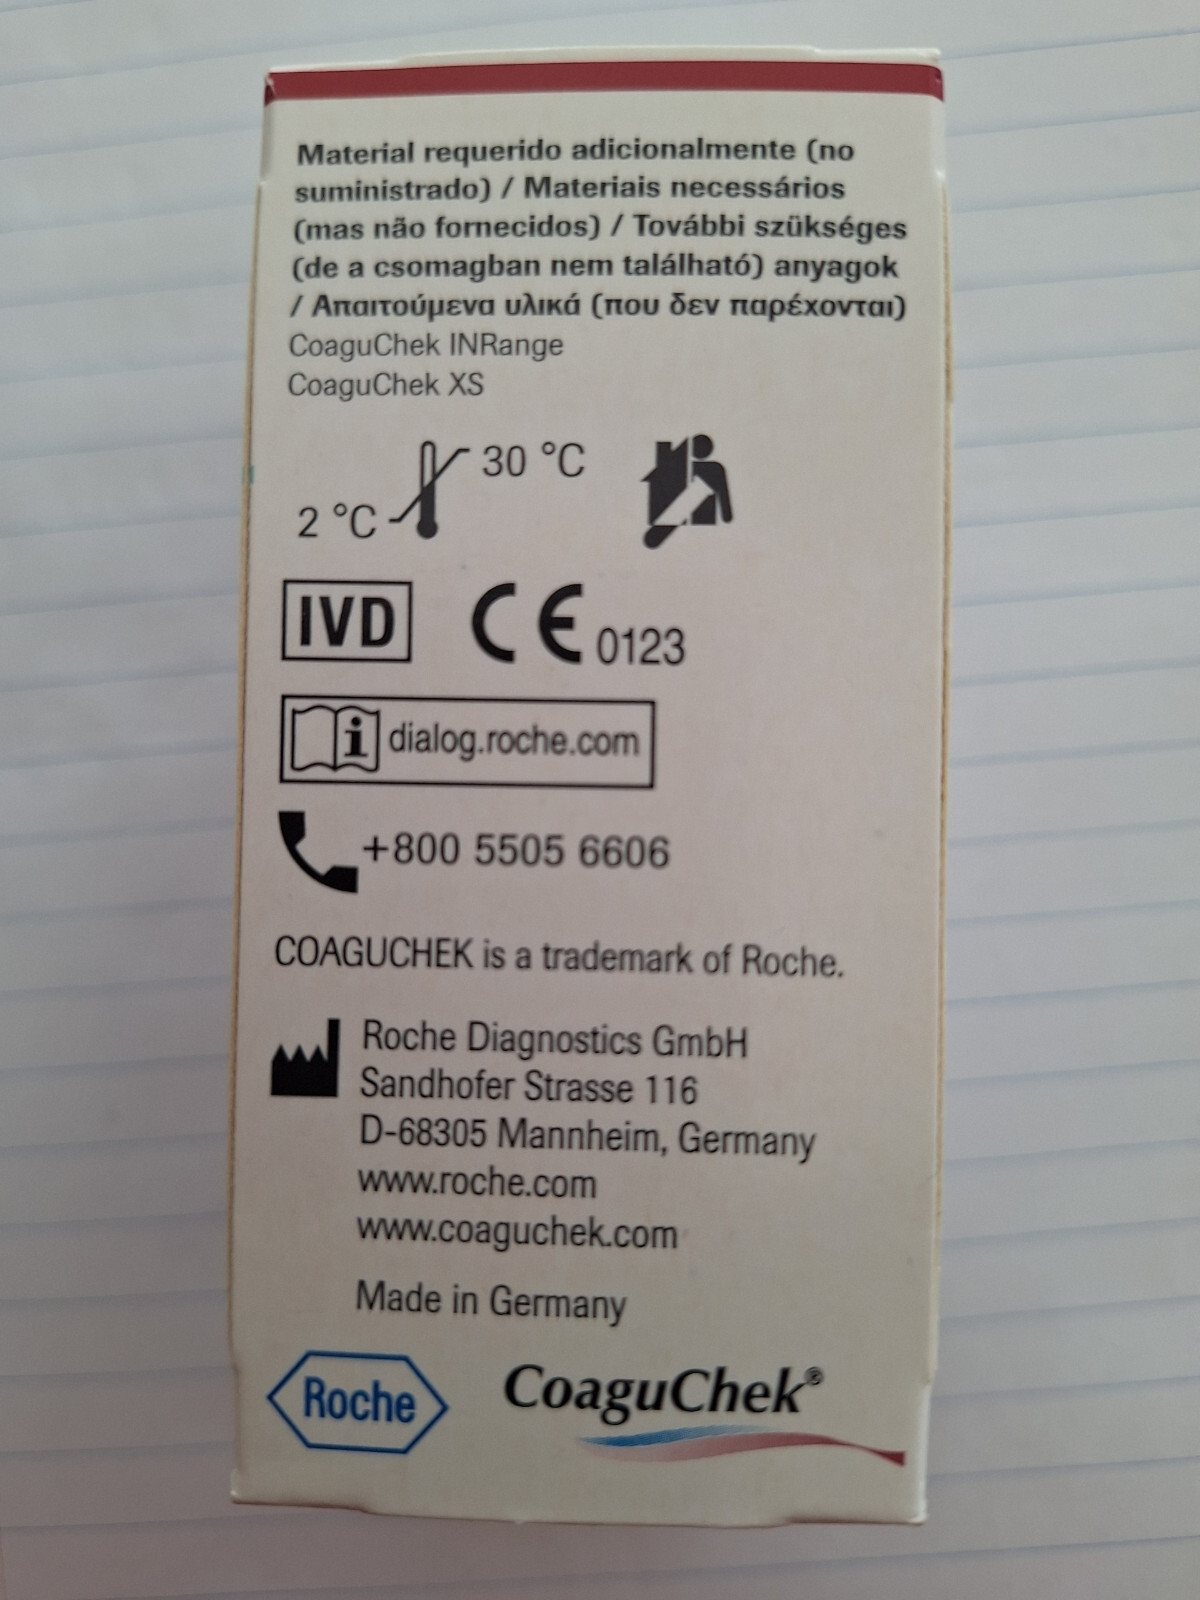 Material requerido adicionalmente (no
suministrado) / Materiais necessários
(mas não fornecidos) / További szükséges
(de a csomagban nem található) anyagok
/ Απαιτούμενα υλικά (που δεν παρέχονται)
CoaguChek INRange
CoaguChek XS
30 °C
2 °C
IVD CE 0123
i dialog.roche.com
+800 5505 6606
COAGUCHEK is a trademark of Roche.
Roche Diagnostics GmbH
Sandhofer Strasse 116
D-68305 Mannheim, Germany
www.roche.com
www.coaguchek.com
Made in Germany
Roche CoaguChek®